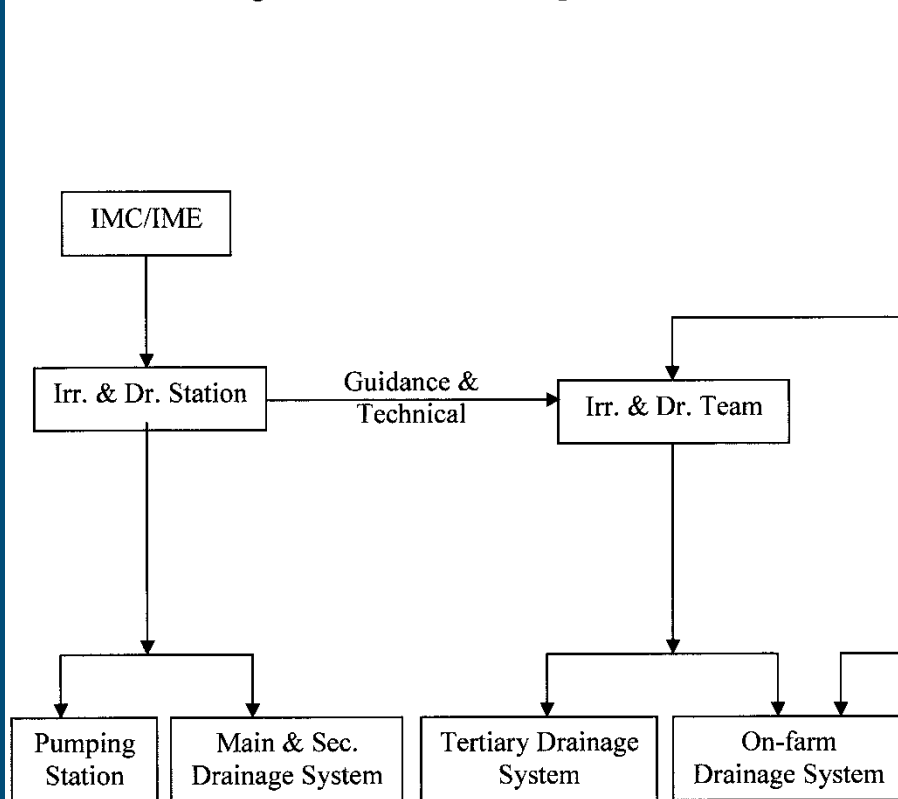 IMC/IME
Irr. & Dr. Station
Guidance &
Technical
Irr. & Dr. Team
Pumping
Station
Main & Sec.
Drainage System
Tertiary Drainage
System
On-farm
Drainage System